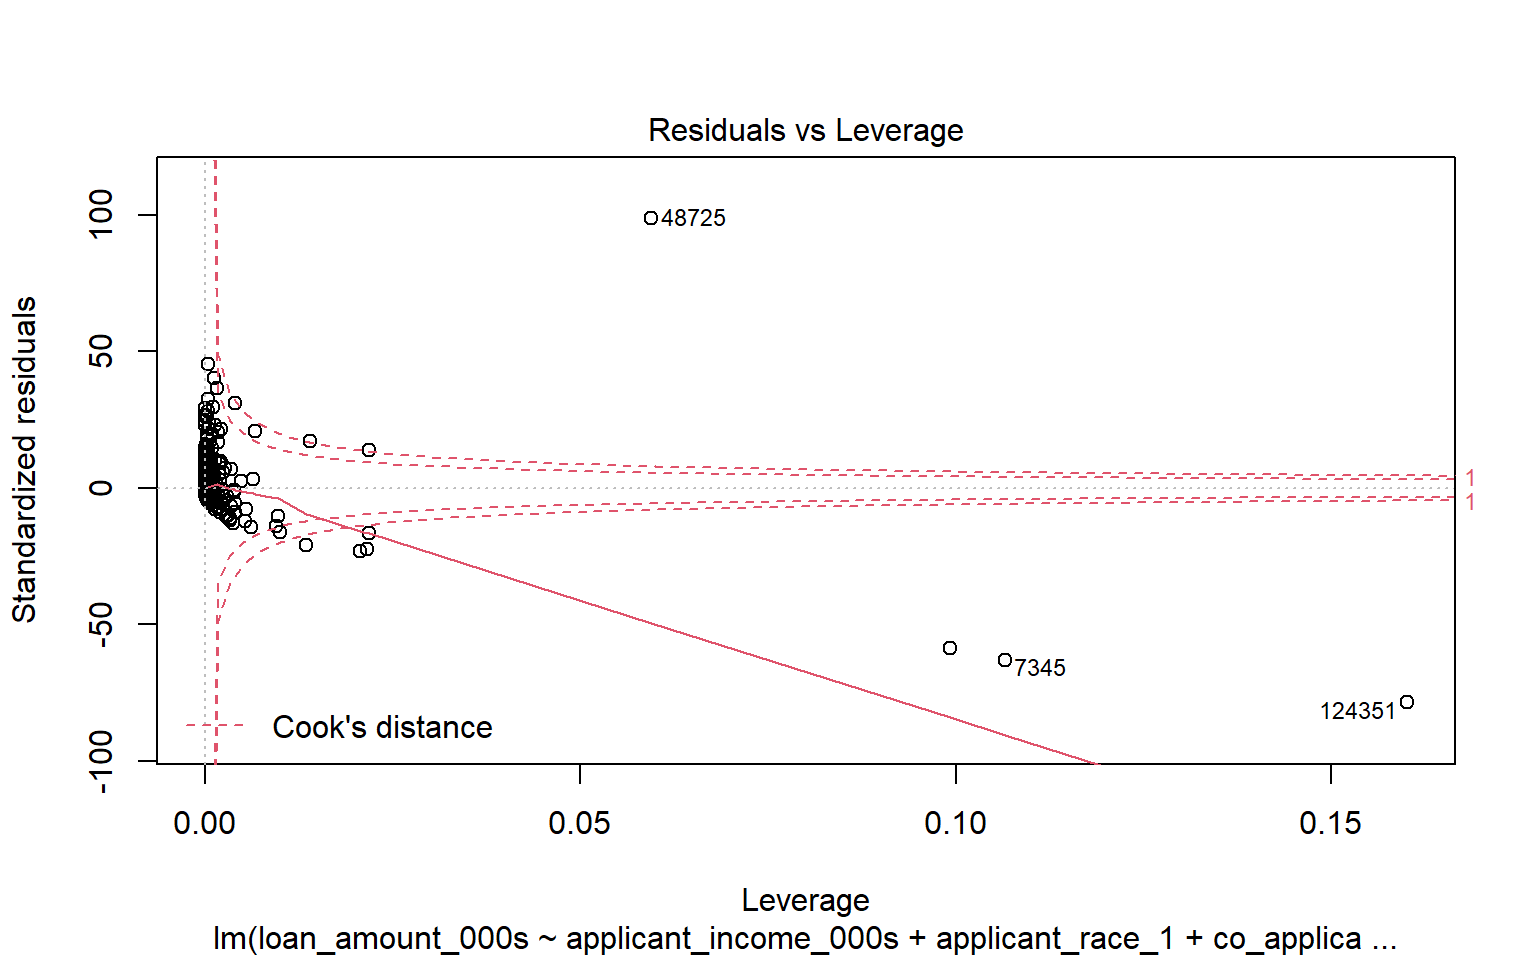 Residuals vs Leverage
Standardized residuals
100
50
0
-50
-100
48725
7345
124351
1
1
Cook's distance
0.00 0.05 0.10 0.15
Leverage
lm(loan_amount_000s ~ applicant_income_000s + applicant_race_1 + co_applica ...